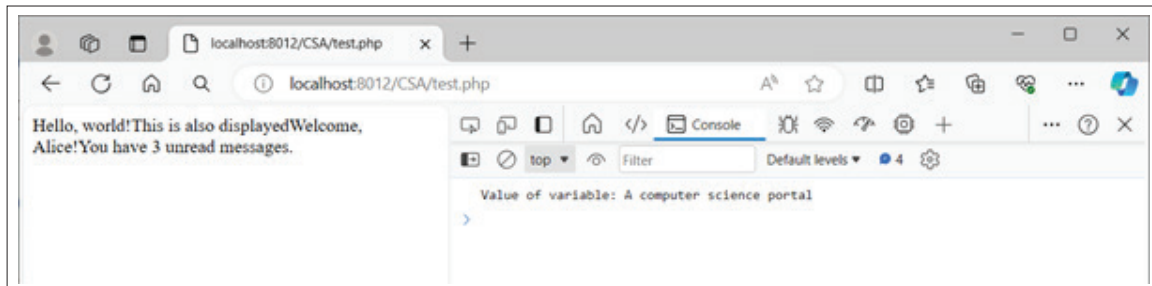 localhost:8012/CSA/test.php
localhost:8012/CSA/test.php
Hello, world!This is also displayedWelcome,
Alice!You have 3 unread messages.
Console
top
Filter
Default levels
4
Value of variable: A computer science portal